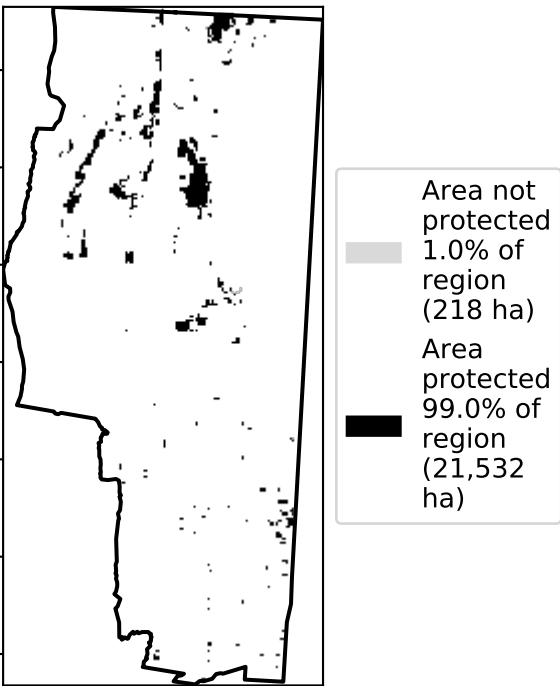 Area not
protected
1.0% of
region
(218 ha)
Area
protected
99.0% of
region
(21,532
ha)